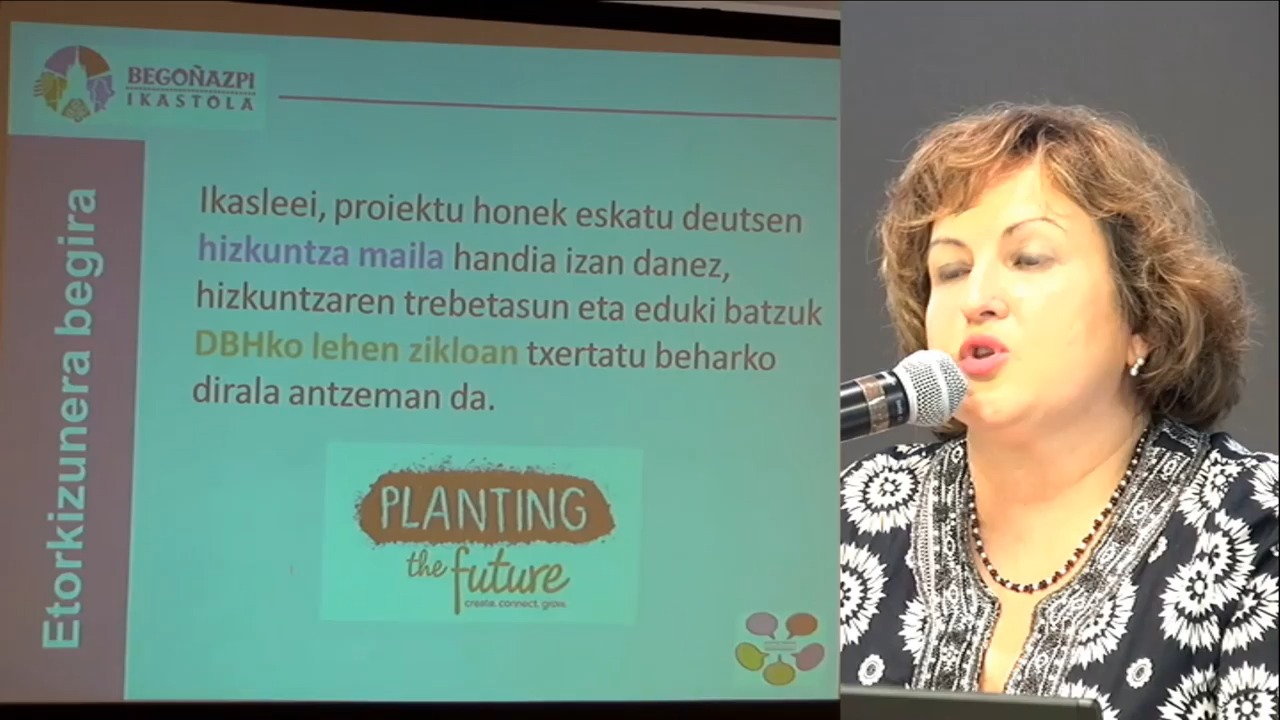 BEGOÑAZPI
IKASTOLA
Etorkizunera begira
Ikasleei, proiektu honek eskatu deutsen
hizkuntza maila handia izan danez,
hizkuntzaren trebetasun eta eduki batzuk
DBHko lehen zikloan txertatu beharko
dirala antzeman da.
PLANTING
the future
create. connect. grow.